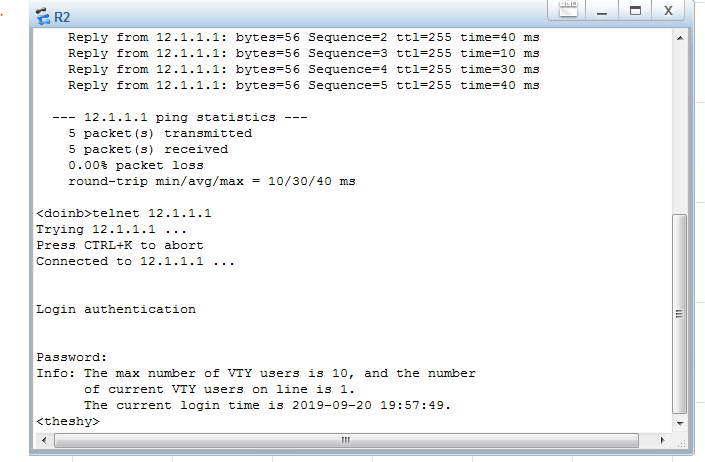 R2
Reply from 12.1.1.1: bytes=56 Sequence=2 ttl=255 time=40 ms
Reply from 12.1.1.1: bytes=56 Sequence=3 ttl=255 time=10 ms
Reply from 12.1.1.1: bytes=56 Sequence=4 ttl=255 time=30 ms
Reply from 12.1.1.1: bytes=56 Sequence=5 ttl=255 time=40 ms
--- 12.1.1.1 ping statistics ---
5 packet(s) transmitted
5 packet(s) received
0.00% packet loss
round-trip min/avg/max = 10/30/40 ms
<doinb>telnet 12.1.1.1
Trying 12.1.1.1 ...
Press CTRL+K to abort
Connected to 12.1.1.1 ...
Login authentication
Password:
Info: The max number of VTY users is 10, and the number
of current VTY users on line is 1.
The current login time is 2019-09-20 19:57:49.
<theshy>